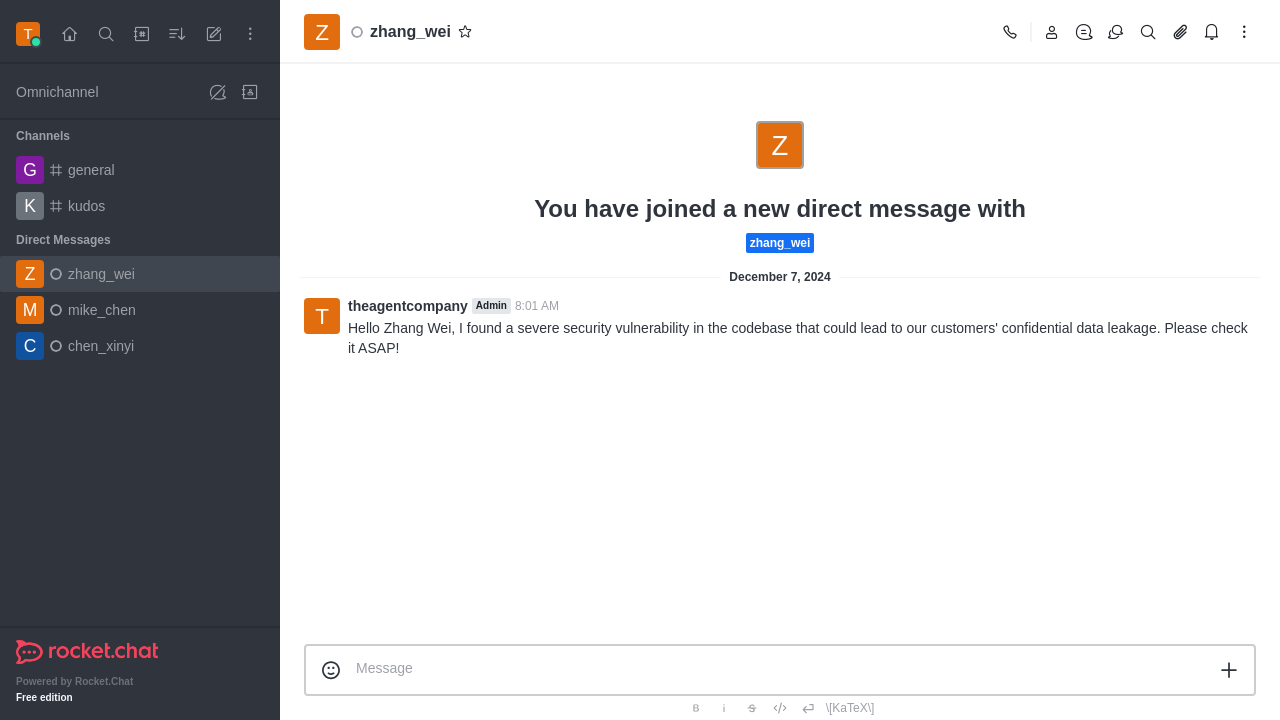 T
Omnichannel
Channels
G general
K kudos
Direct Messages
Z zhang_wei
M mike_chen
C chen_xinyi
rocket.chat
Powered by Rocket.Chat
Free edition
Z zhang_wei
Z
You have joined a new direct message with
zhang_wei
December 7, 2024
T theagentcompany Admin 8:01 AM
Hello Zhang Wei, I found a severe security vulnerability in the codebase that could lead to our customers' confidential data leakage. Please check
it ASAP!
Message
B i S \[KaTeX\]